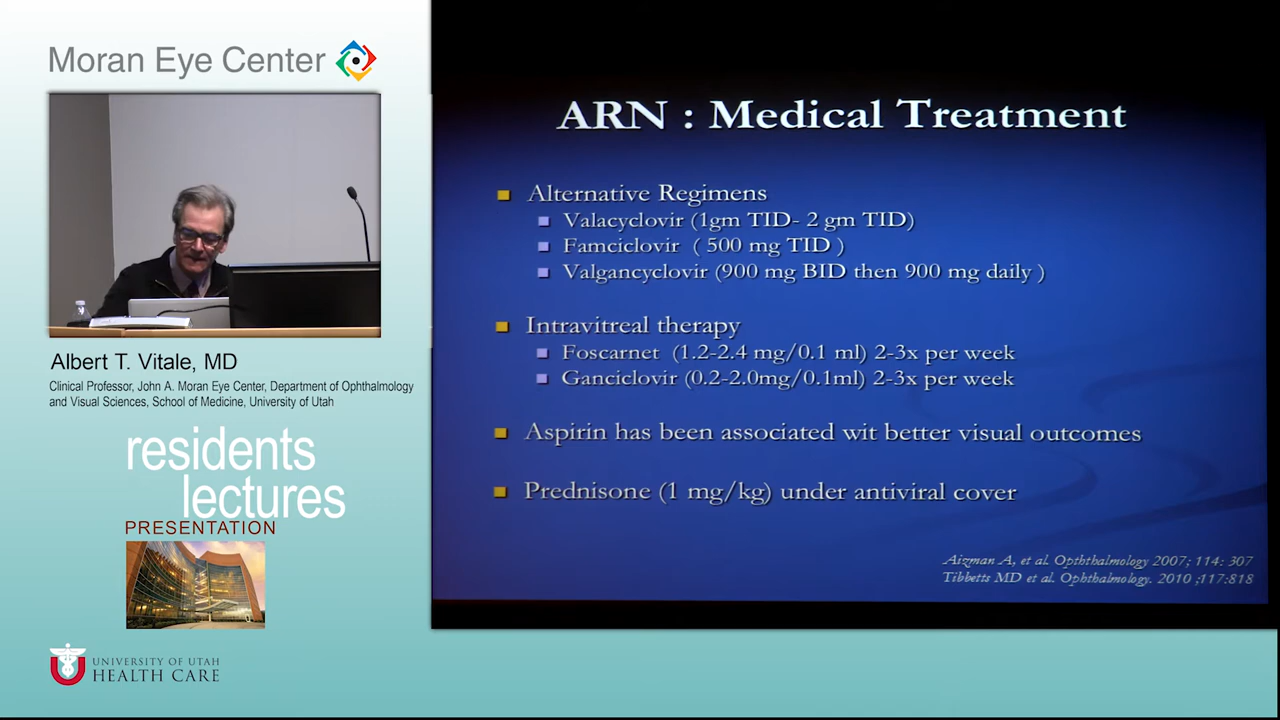 Moran Eye Center
Albert T. Vitale, MD
Clinical Professor, John A. Moran Eye Center, Department of Ophthalmology
and Visual Sciences, School of Medicine, University of Utah
residents
lectures
PRESENTATION
UNIVERSITY OF UTAH
HEALTH CARE
ARN : Medical Treatment
Alternative Regimens
Valacyclovir (1gm TID- 2 gm TID)
Famciclovir ( 500 mg TID )
Valgancyclovir (900 mg BID then 900 mg daily )
Intravitreal therapy
Foscarnet (1.2-2.4 mg/0.1 ml) 2-3x per week
Ganciclovir (0.2-2.0mg/0.1ml) 2-3x per week
Aspirin has been associated wit better visual outcomes
Prednisone (1 mg/kg) under antiviral cover
Aizman A, et al. Opththalmology 2007; 114: 307
Tibbetts MD et al. Ophthalmology. 2010 ;117:818